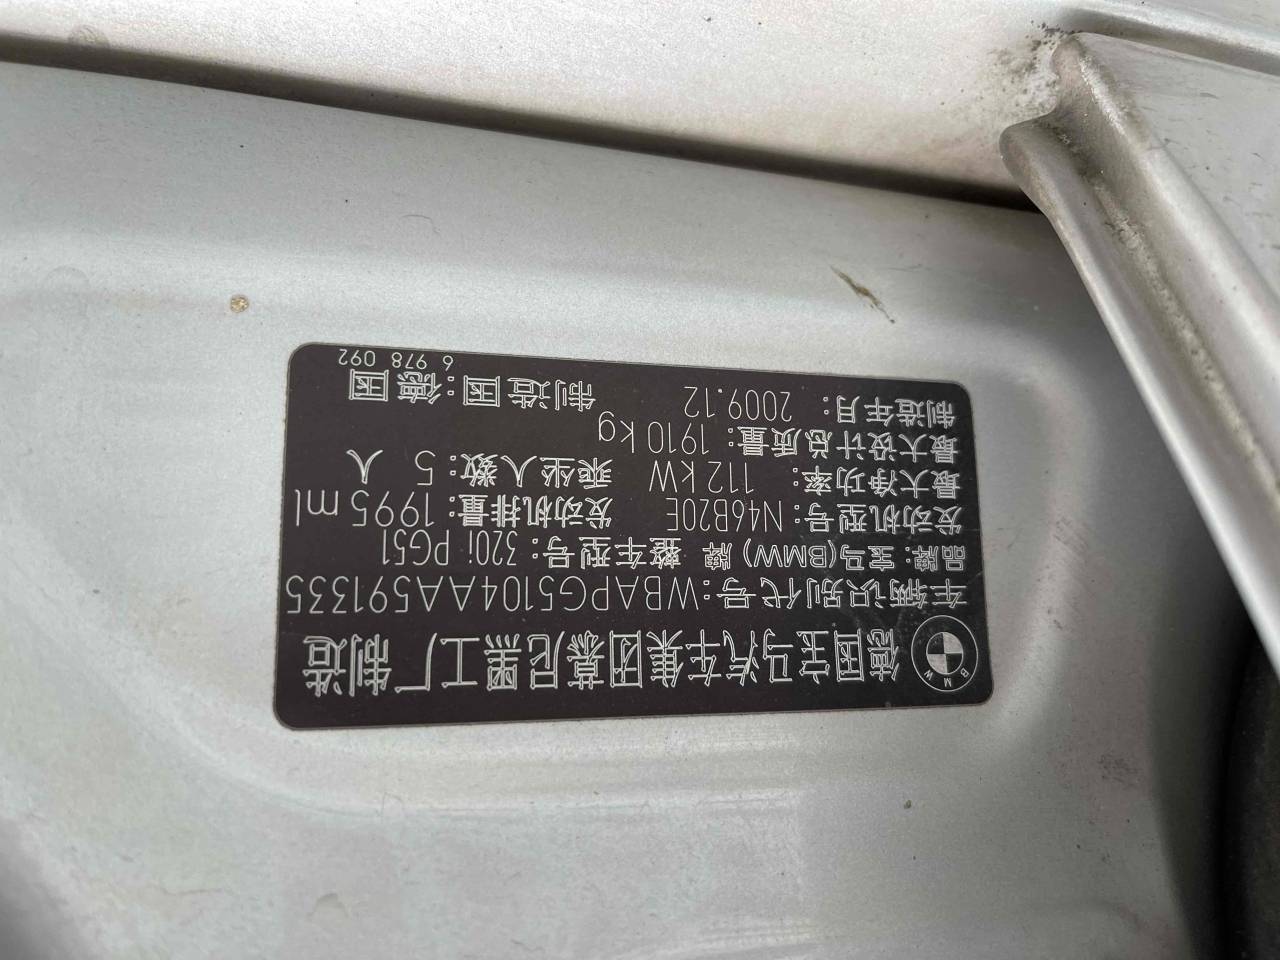 BMW 德国宝马汽车集团慕尼黑工厂 制造
车辆识别代号:WBAPG5104AA591335
品牌:宝马(BMW)牌 整车型号:320i PG51
发动机型号:N46B20E 发动机排量:1995ml
最大净功率: 112kW 乘坐人数:5 人
最大设计总质量: 1910kg
制造年月: 2009.12 制造国:德国
6 978 092